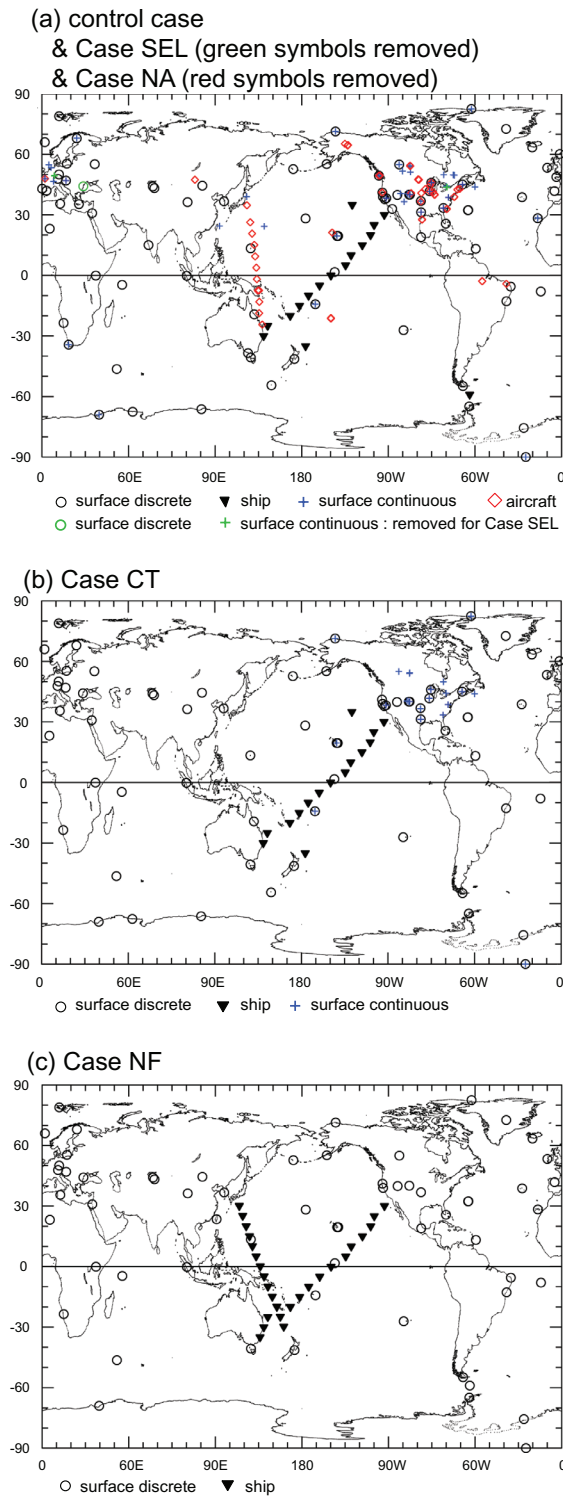 (a) control case
& Case SEL (green symbols removed)
& Case NA (red symbols removed)
90
60
30
0
-30
-60
-90
0 60E 90E 180 90W 60W 0
surface discrete ship surface continuous aircraft
surface discrete surface continuous : removed for Case SEL
(b) Case CT
90
60
30
0
-30
-60
-90
0 60E 90E 180 90W 60W 0
surface discrete ship surface continuous
(c) Case NF
90
60
30
0
-30
-60
-90
0 60E 90E 180 90W 60W 0
surface discrete ship